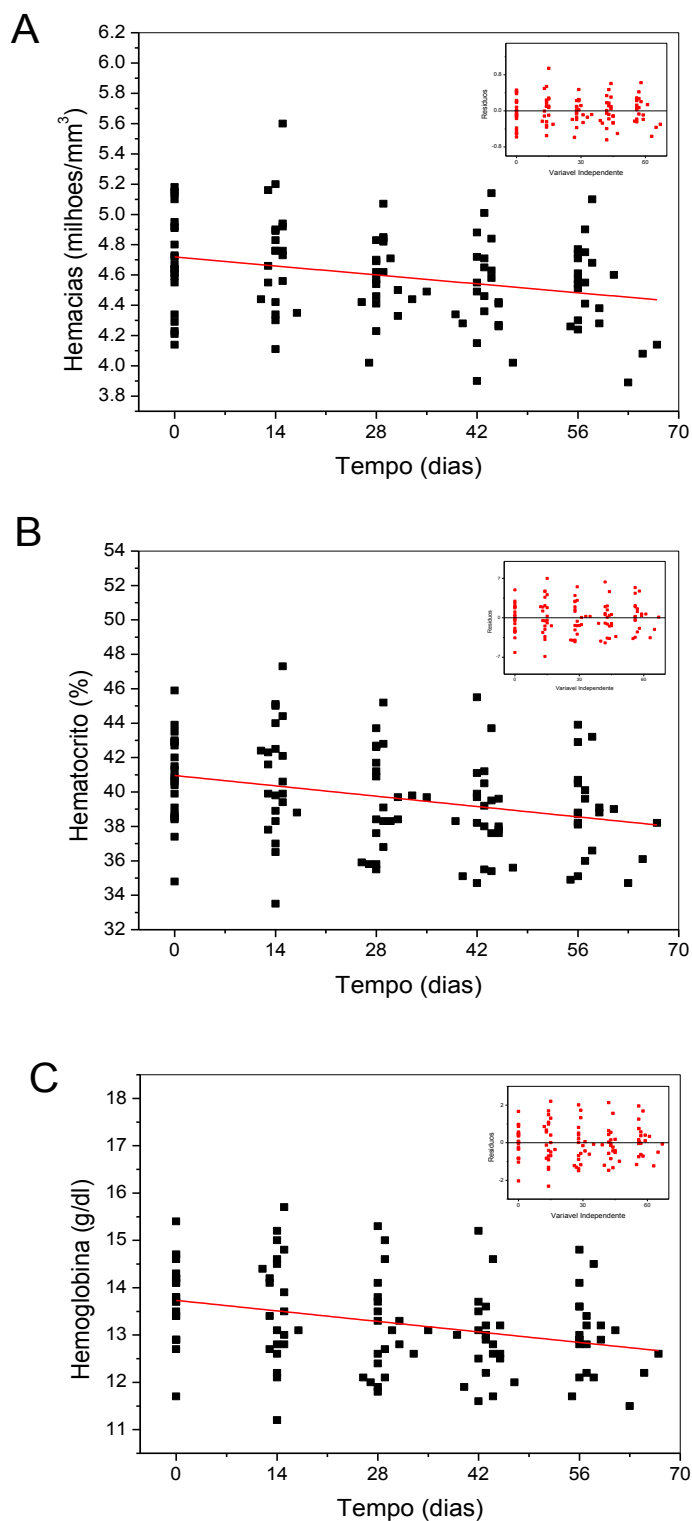 A
6.2
6.0
5.8
5.6
5.4
5.2
5.0
4.8
4.6
4.4
4.2
4.0
3.8
Hemacias (milhoes/mm³)
0 14 28 42 56 70
Tempo (dias)
0.8
0.0
-0.8
Residuos
0 30 60
Variavel Independente
B
54
52
50
48
46
44
42
40
38
36
34
32
Hematocrito (%)
0 14 28 42 56 70
Tempo (dias)
7
0
-7
Residuos
0 30 60
Variavel Independente
C
18
17
16
15
14
13
12
11
Hemoglobina (g/dl)
0 14 28 42 56 70
Tempo (dias)
2
0
-2
Residuos
0 30 60
Variavel Independente